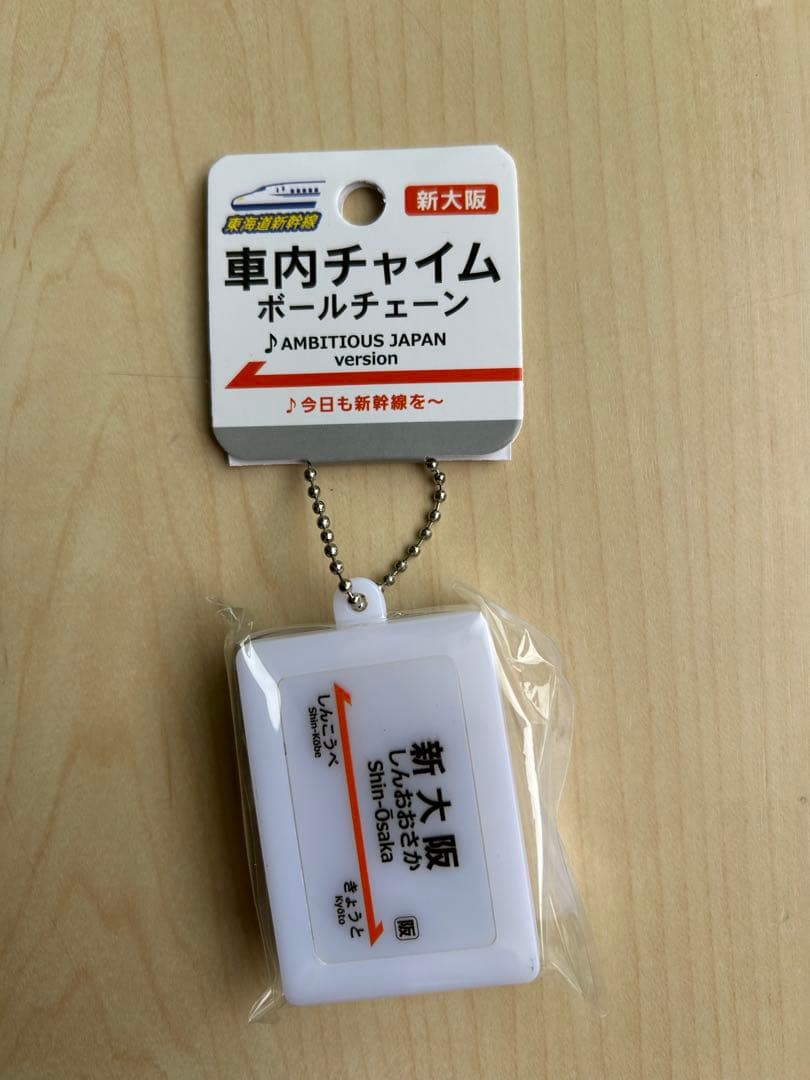 東海道新幹線
新大阪
車内チャイム
ボールチェーン
♪AMBITIOUS JAPAN
version
♪今日も新幹線を～
新大阪
しんおおさか
Shin-Ōsaka
しんこうべ
Shin-Kōbe
きょうと
Kyōto
阪